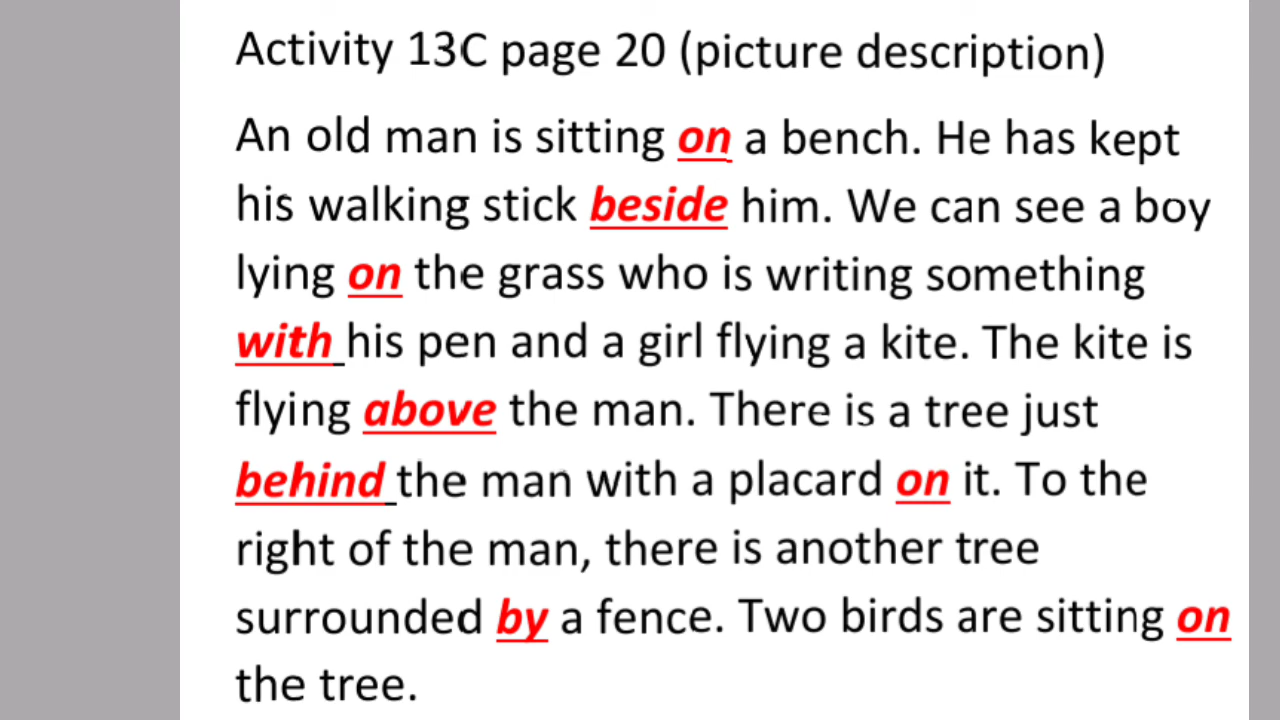 Activity 13C page 20 (picture description)
An old man is sitting on a bench. He has kept
his walking stick beside him. We can see a boy
lying on the grass who is writing something
with his pen and a girl flying a kite. The kite is
flying above the man. There is a tree just
behind the man with a placard on it. To the
right of the man, there is another tree
surrounded by a fence. Two birds are sitting on
the tree.